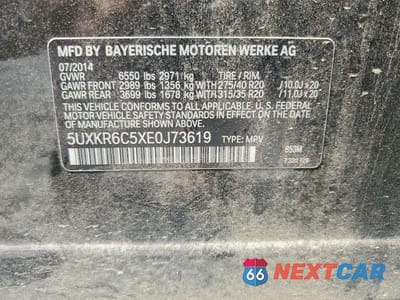 MFD BY BAYERISCHE MOTOREN WERKE AG
07/2014
GVWR 6550 lbs 2971 kg TIRE / RIM
GAWR FRONT 2989 lbs 1356 kg WITH 275/40 R20 / 10.0J x 20
GAWR REAR 3699 lbs 1678 kg WITH 315/35 R20 / 11.0J x 20
THIS VEHICLE CONFORMS TO ALL APPLICABLE U. S. FEDERAL
MOTOR VEHICLE SAFETY STANDARDS IN EFFECT ON THE DATE
OF MANUFACTURE SHOWN ABOVE.
5UXKR6C5XE0J73619 TYPE: MPV
66 NEXTCAR